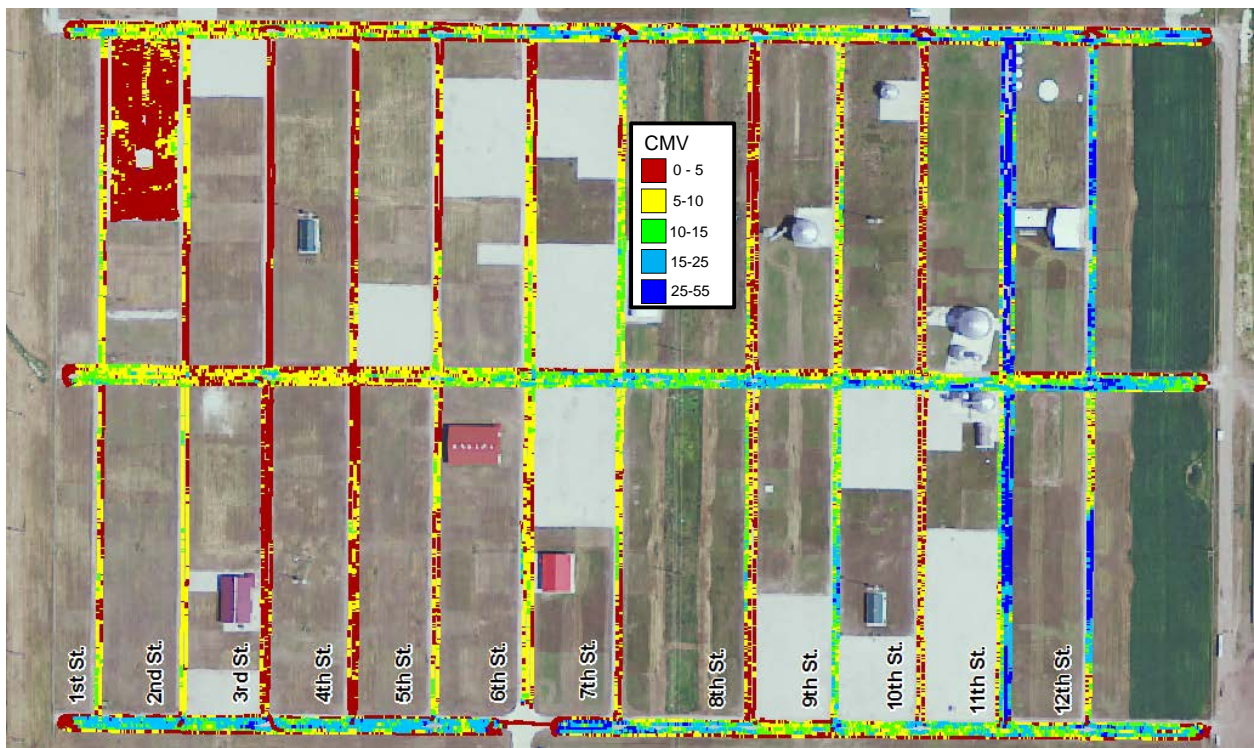 CMV
0 - 5
5-10
10-15
15-25
25-55
1st St.
2nd St.
3rd St.
4th St.
5th St.
6th St.
7th St.
8th St.
9th St.
10th St.
11th St.
12th St.